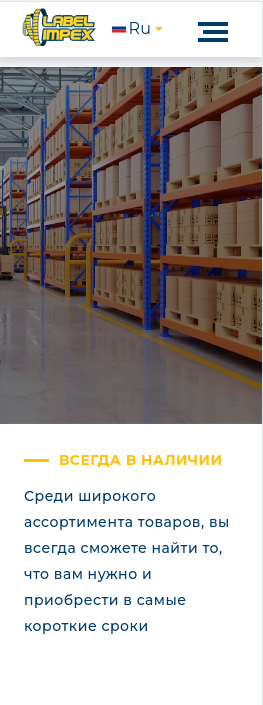 LABEL
IMPEX
Ru
ВСЕГДА В НАЛИЧИИ
Среди широкого
ассортимента товаров, вы
всегда сможете найти то,
что вам нужно и
приобрести в самые
короткие сроки